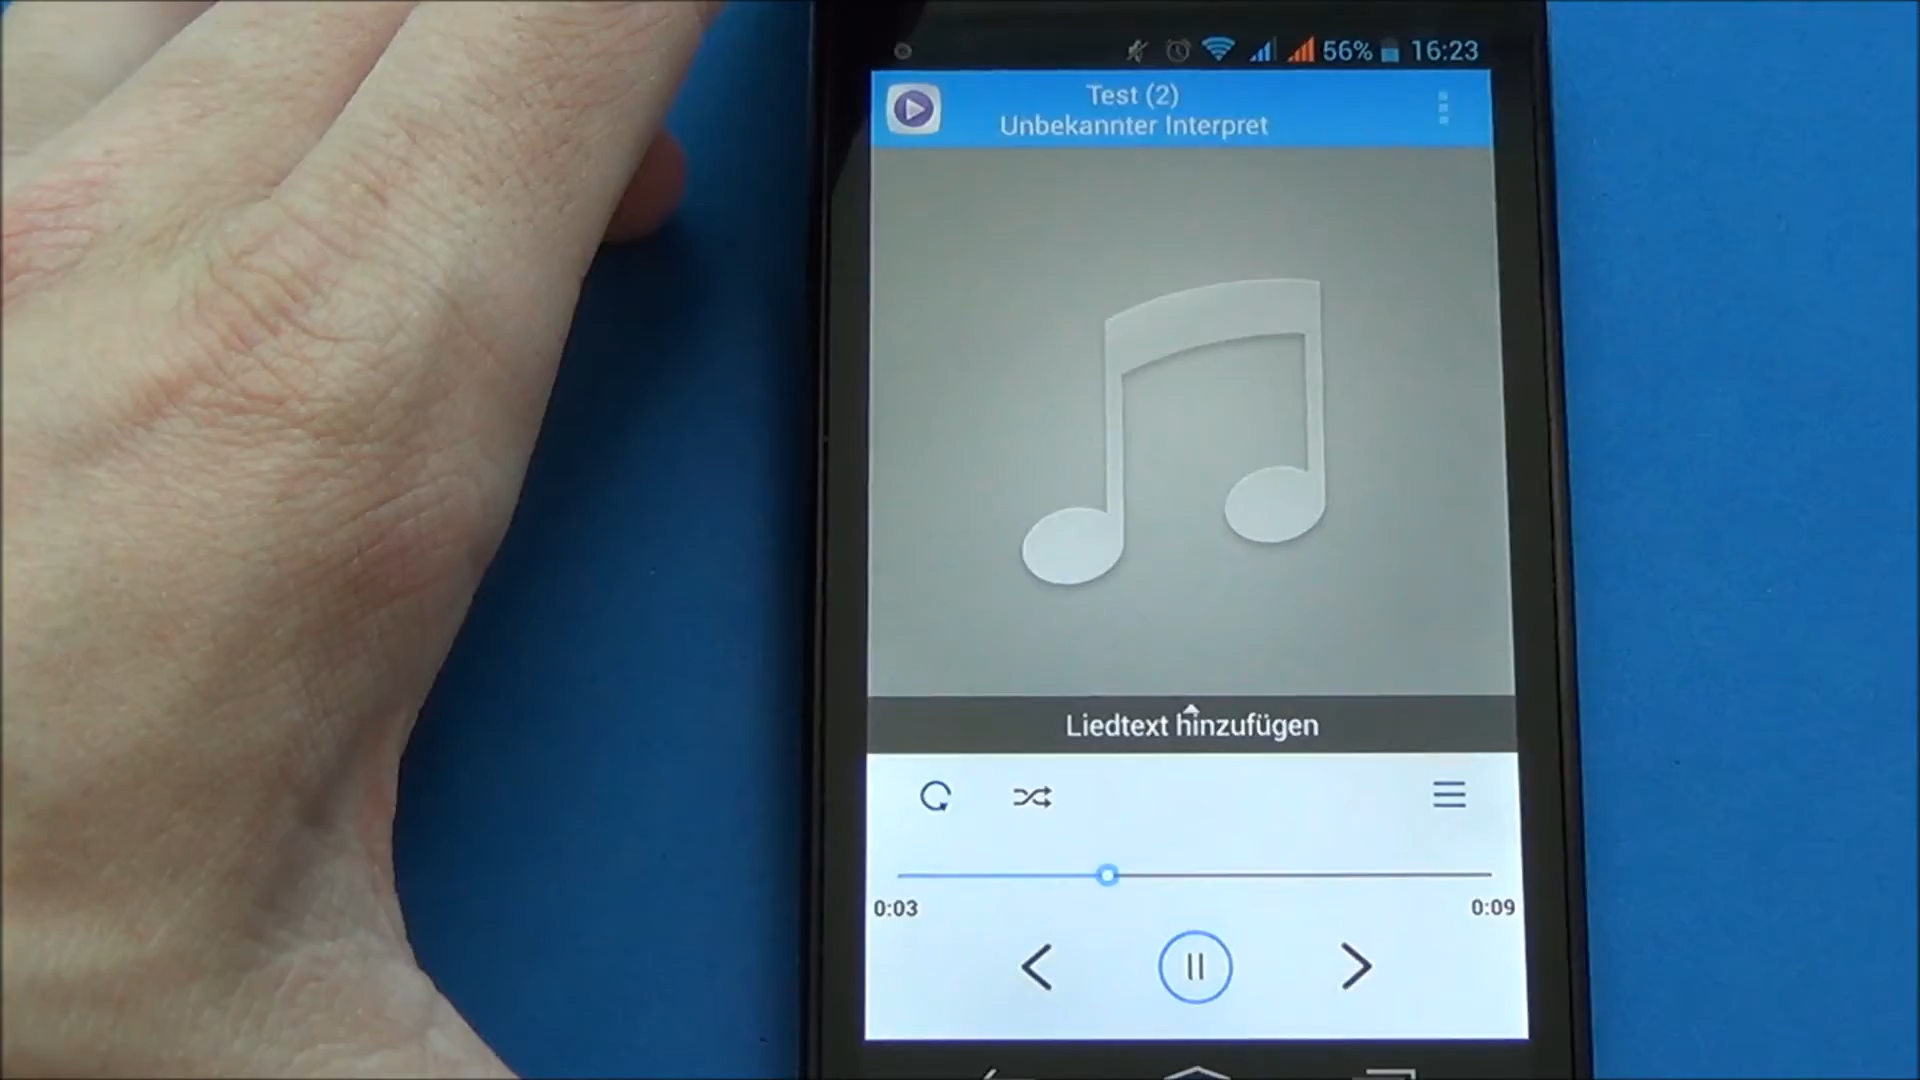 56% 16:23
Test (2)
Unbekannter Interpret
Liedtext hinzufügen
0:03 0:09